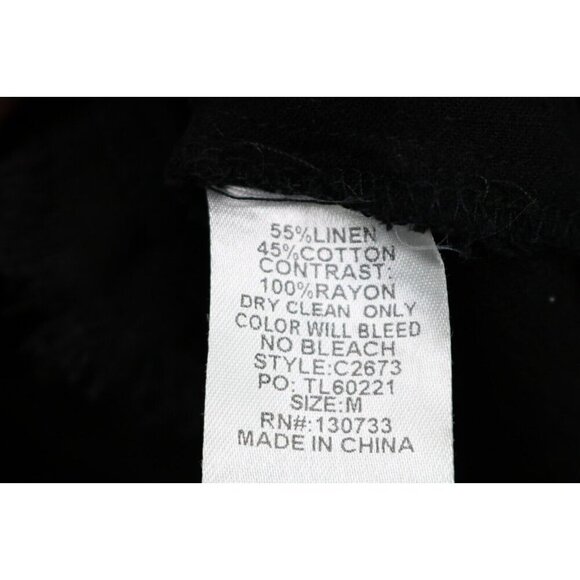 55%LINEN
45%COTTON
CONTRAST:
100%RAYON
DRY CLEAN ONLY
COLOR WILL BLEED
NO BLEACH
STYLE:C2673
PO: TL60221
SIZE:M
RN#:130733
MADE IN CHINA